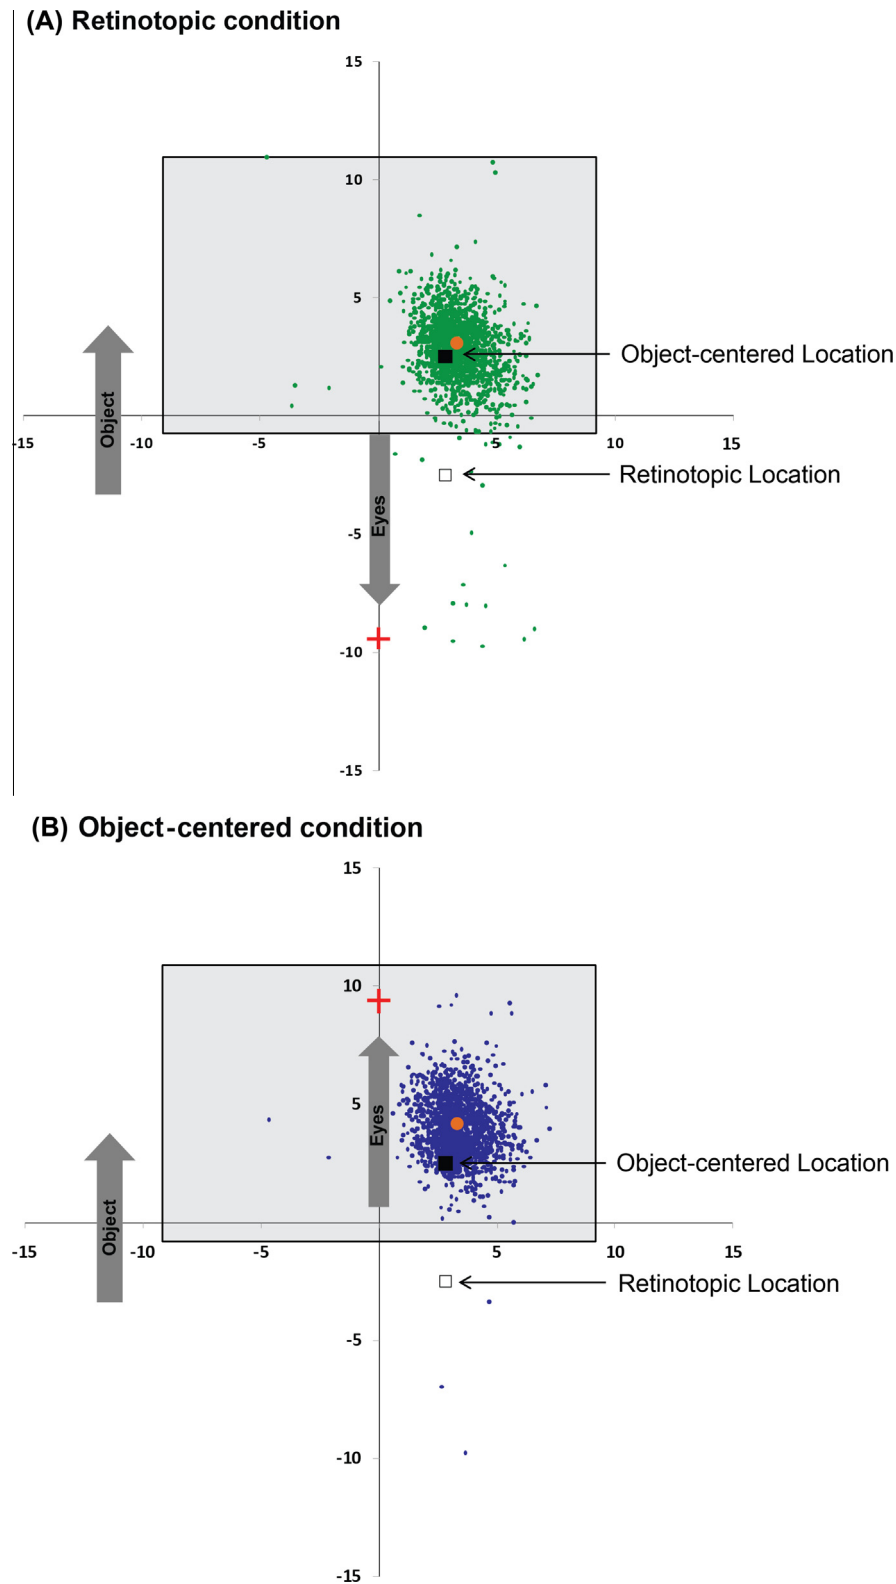 (A) Retinotopic condition
15
10
5
Object-centered Location
Object
-15
-10
-5
5
10
15
Retinotopic Location
Eyes
-5
-10
-15
(B) Object-centered condition
15
10
5
Eyes
Object-centered Location
Object
-15
-10
-5
5
10
15
Retinotopic Location
-5
-10
-15